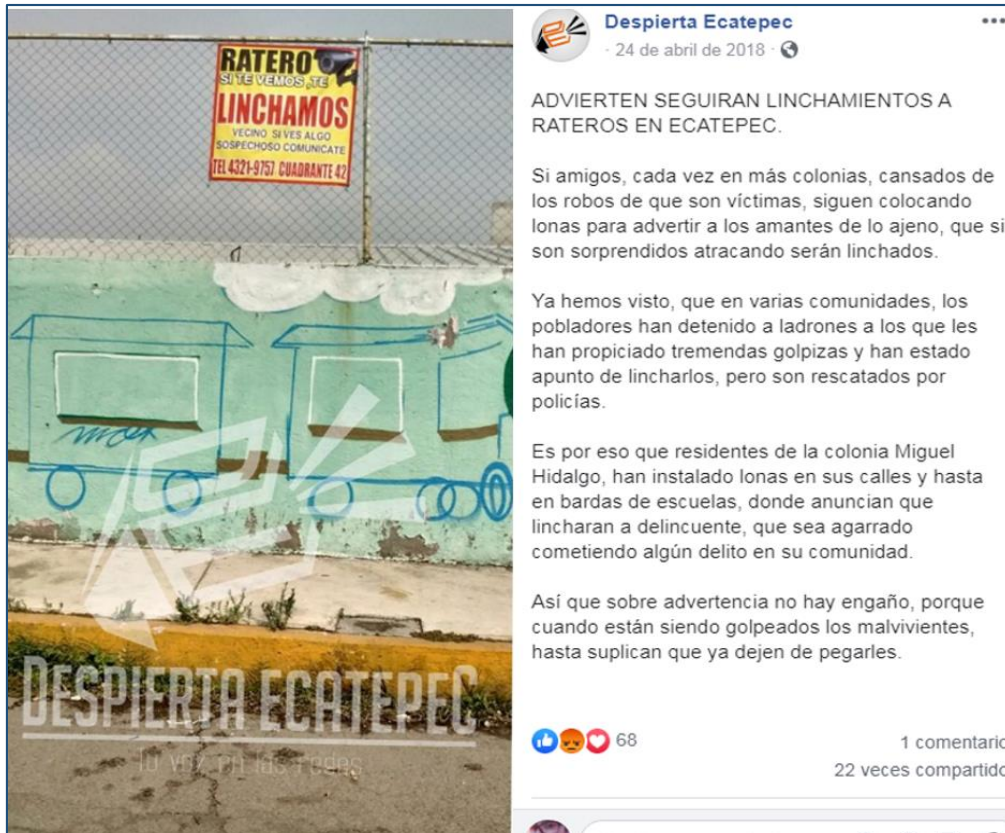 RATERO
SI TE VEMOS ,TE
LINCHAMOS
VECINO SI VES ALGO
SOSPECHOSO COMUNICATE
TEL 4321-9757 CUADRANTE 42
DESPIERTA ECATEPEC
Tu voz en las redes
Despierta Ecatepec
· 24 de abril de 2018 ·
ADVIERTEN SEGUIRAN LINCHAMIENTOS A
RATEROS EN ECATEPEC.
Si amigos, cada vez en más colonias, cansados de
los robos de que son víctimas, siguen colocando
lonas para advertir a los amantes de lo ajeno, que si
son sorprendidos atracando serán linchados.
Ya hemos visto, que en varias comunidades, los
pobladores han detenido a ladrones a los que les
han propiciado tremendas golpizas y han estado
apunto de lincharlos, pero son rescatados por
policías.
Es por eso que residentes de la colonia Miguel
Hidalgo, han instalado lonas en sus calles y hasta
en bardas de escuelas, donde anuncian que
lincharan a delincuente, que sea agarrado
cometiendo algún delito en su comunidad.
Así que sobre advertencia no hay engaño, porque
cuando están siendo golpeados los malvivientes,
hasta suplican que ya dejen de pegarles.
68
1 comentario
22 veces compartido